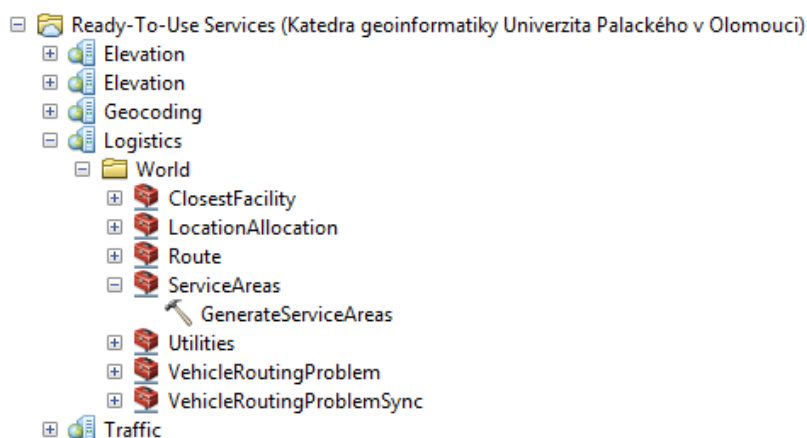 Ready-To-Use Services (Katedra geoinformatiky Univerzita Palackého v Olomouci)
Elevation
Elevation
Geocoding
Logistics
World
ClosestFacility
LocationAllocation
Route
ServiceAreas
GenerateServiceAreas
Utilities
VehicleRoutingProblem
VehicleRoutingProblemSync
Traffic